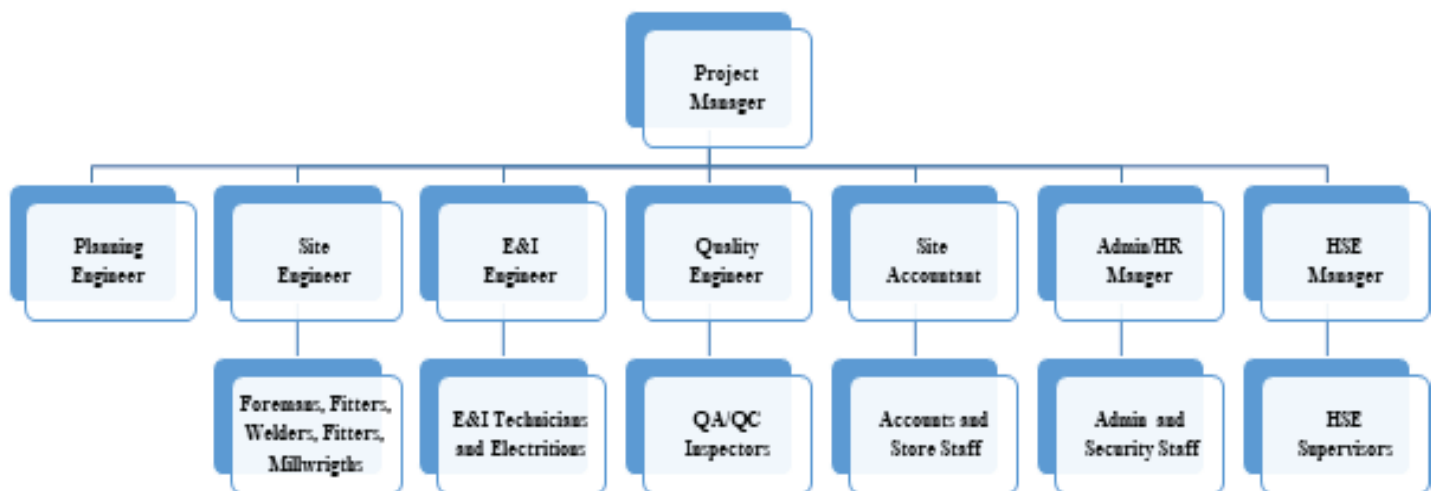 Project
Manager
Planning
Engineer
Site
Engineer
E&I
Engineer
Quality
Engineer
Site
Accountant
Admin/HR
Manger
HSE
Manager
Foremans, Fitters,
Welders, Fitters,
Millwrigths
E&I Technicians
and Electritions
QA/QC
Inspectors
Accounts and
Store Staff
Admin and
Security Staff
HSE
Supervisors